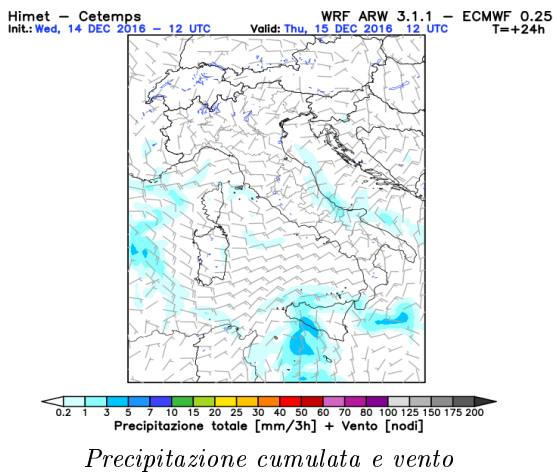 Himet – Cetemps WRF ARW 3.1.1 – ECMWF 0.25
Init.: Wed, 14 DEC 2016 – 12 UTC Valid: Thu, 15 DEC 2016 12 UTC T=+24h
0.2 1 3 5 7 10 15 20 25 30 40 50 60 70 80 100 125 150 175 200
Precipitazione totale [mm/3h] + Vento [nodi]
Precipitazione cumulata e vento